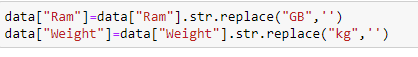 data["Ram"]=data["Ram"].str.replace("GB",'')
data["Weight"]=data["Weight"].str.replace("kg",'')